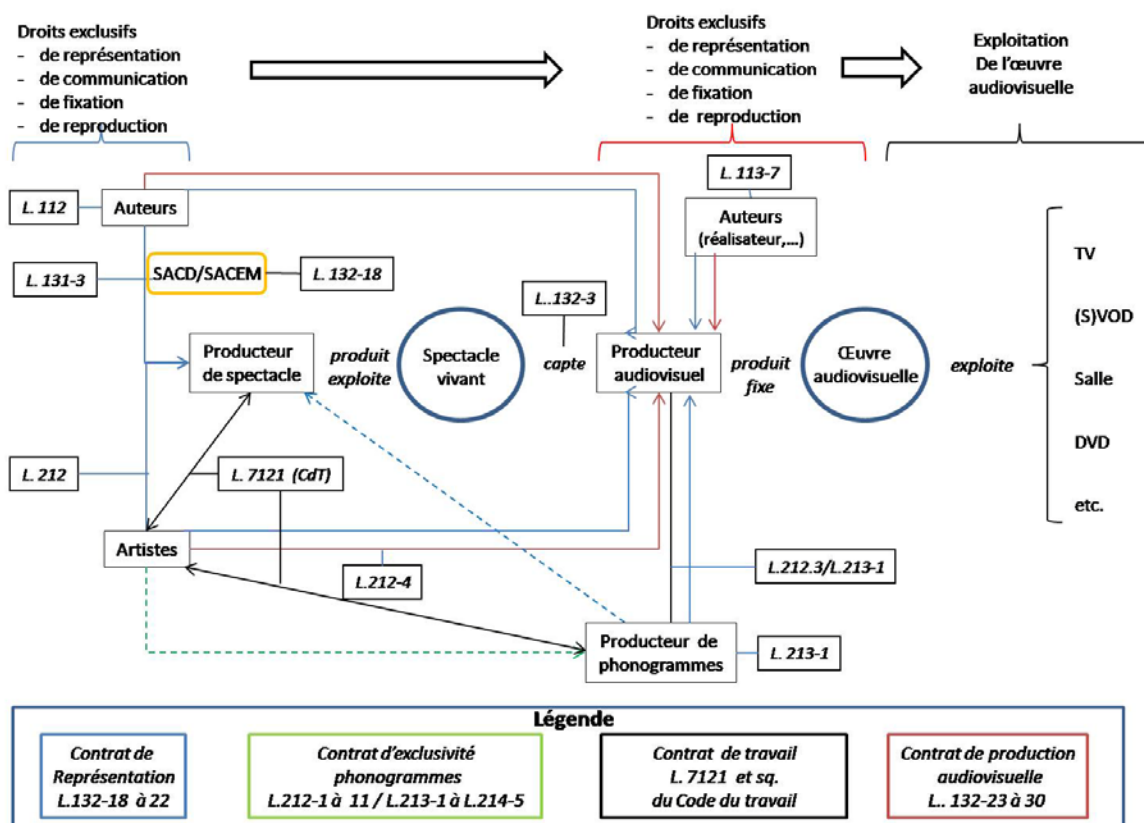 Droits exclusifs
- de représentation
- de communication
- de fixation
- de reproduction
Droits exclusifs
- de représentation
- de communication
- de fixation
- de reproduction
Exploitation
De l'œuvre
audiovisuelle
L. 112
Auteurs
L. 113-7
Auteurs
(réalisateur,...)
L. 131-3
SACD/SACEM
L. 132-18
L..132-3
Producteur
de spectacle
produit
exploite
Spectacle
vivant
capte
Producteur
audiovisuel
produit
fixe
Œuvre
audiovisuelle
exploite
TV
(S)VOD
Salle
DVD
etc.
L. 212
L. 7121 (CdT)
Artistes
L.212-4
L.212.3/L.213-1
Producteur de
phonogrammes
L. 213-1
Légende
Contrat de
Représentation
L.132-18 à 22
Contrat d'exclusivité
phonogrammes
L.212-1 à 11 / L.213-1 à L.214-5
Contrat de travail
L. 7121 et sq.
du Code du travail
Contrat de production
audiovisuelle
L.. 132-23 à 30